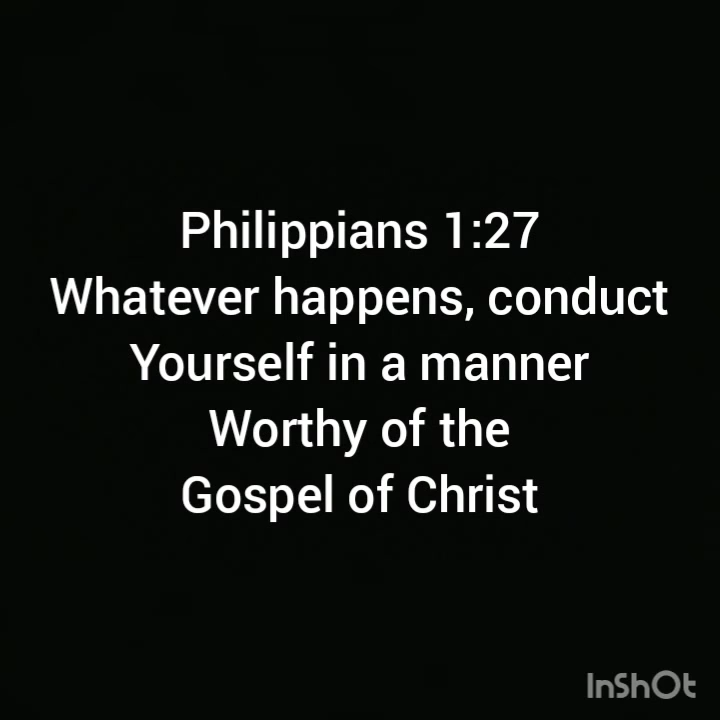 Philippians 1:27
Whatever happens, conduct
Yourself in a manner
Worthy of the
Gospel of Christ
InShOt